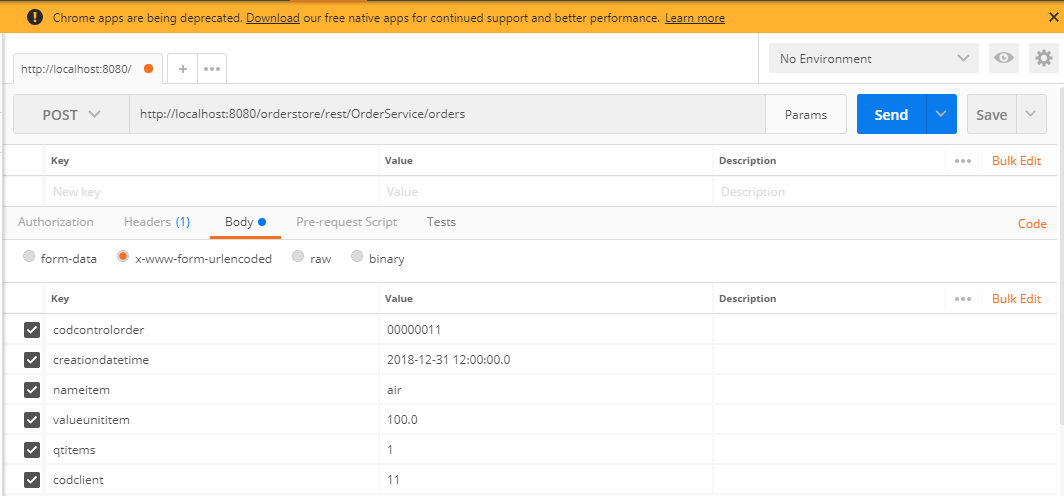 Chrome apps are being deprecated. Download our free native apps for continued support and better performance. Learn more
http://localhost:8080/
No Environment
POST http://localhost:8080/orderstore/rest/OrderService/orders Params Send Save
Key Value Description Bulk Edit
New key Value Description
Authorization Headers (1) Body Pre-request Script Tests Code
form-data x-www-form-urlencoded raw binary
Key Value Description Bulk Edit
codcontrolorder 00000011
creationdatetime 2018-12-31 12:00:00.0
nameitem air
valueunititem 100.0
qtitems 1
codclient 11